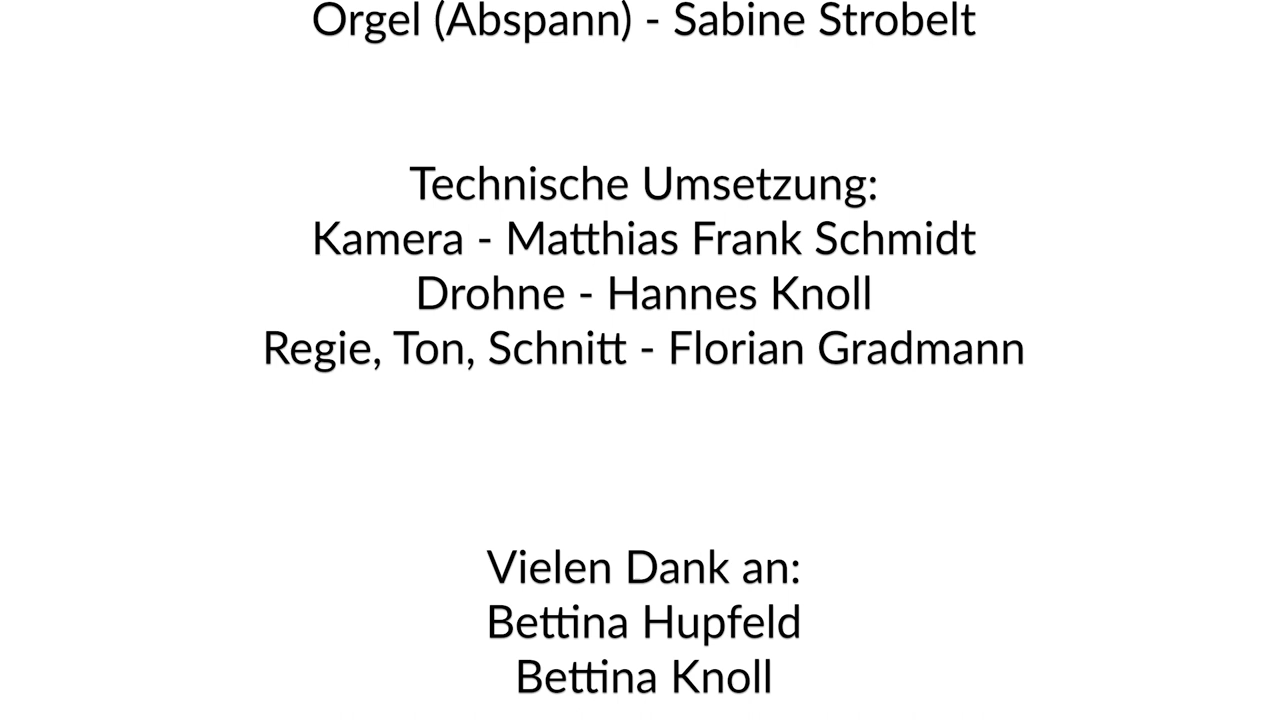 Orgel (Abspann) - Sabine Strobelt
Technische Umsetzung:
Kamera - Matthias Frank Schmidt
Drohne - Hannes Knoll
Regie, Ton, Schnitt - Florian Gradmann
Vielen Dank an:
Bettina Hupfeld
Bettina Knoll